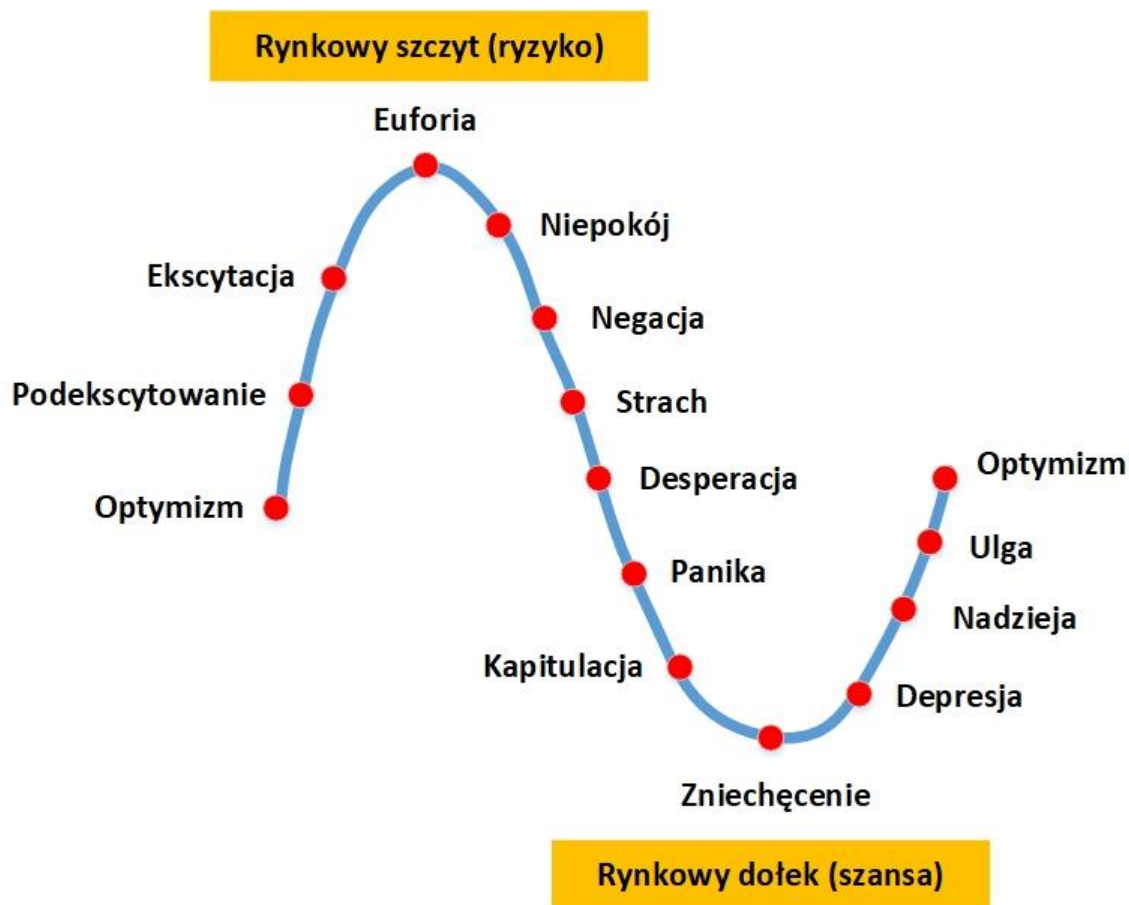 Rynkowy szczyt (ryzyko)
Euforia
Niepokój
Ekscytacja
Negacja
Podekscytowanie
Strach
Optymizm
Desperacja
Optymizm
Panika
Ulga
Nadzieja
Kapitulacja
Depresja
Zniechęcenie
Rynkowy dołek (szansa)